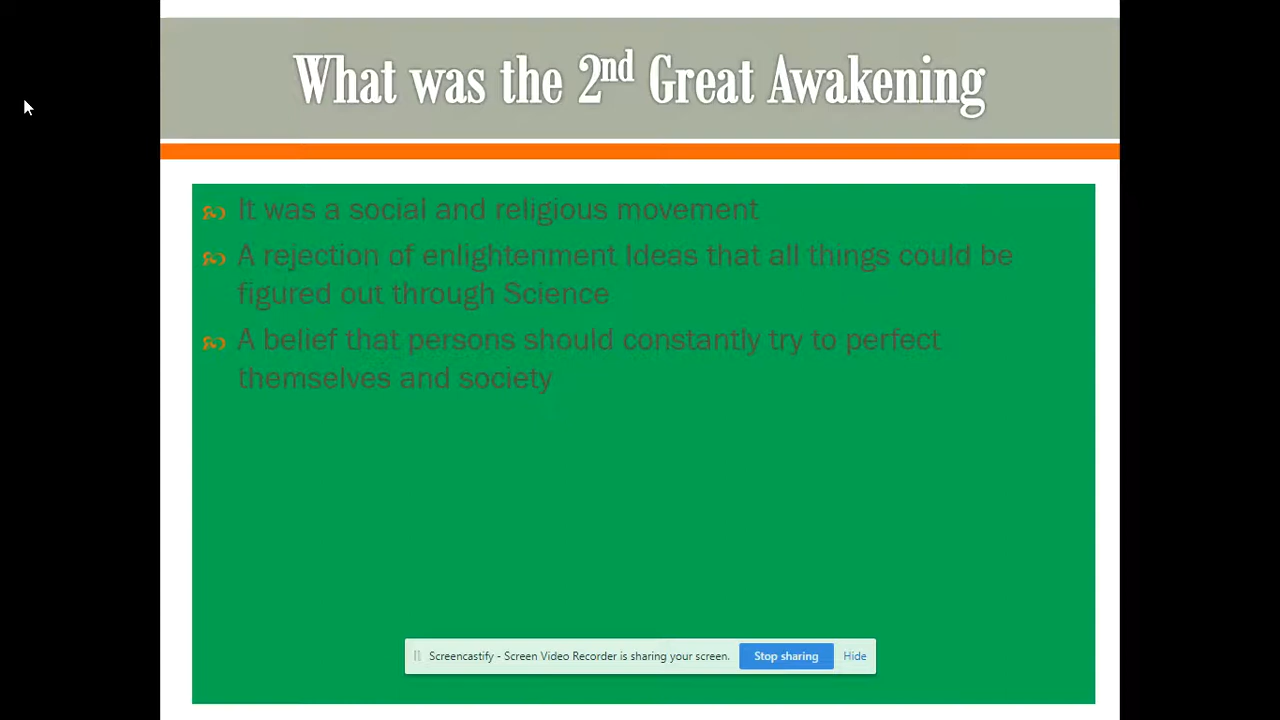 What was the 2nd Great Awakening
It was a social and religious movement
A rejection of enlightenment Ideas that all things could be
figured out through Science
A belief that persons should constantly try to perfect
themselves and society
Screencastify - Screen Video Recorder is sharing your screen. Stop sharing Hide